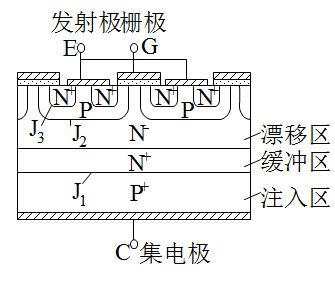 发射极栅极
E G
N+ N+ N+ N+
P P
J3 J2 N- 漂移区
N+ 缓冲区
J1 P+ 注入区
C 集电极